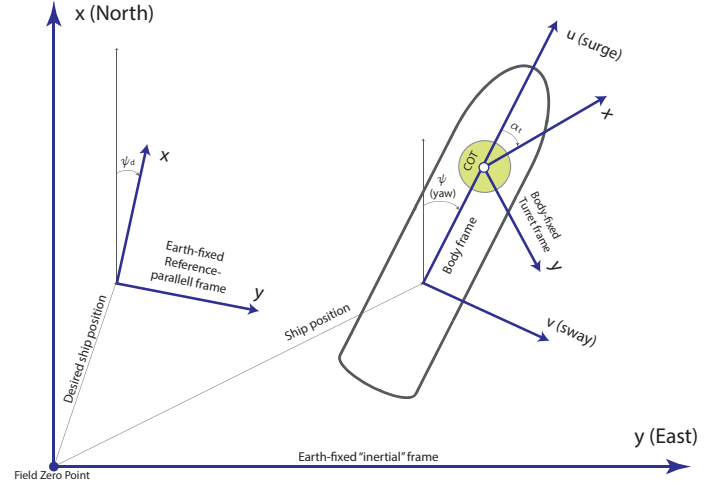 x (North)
u (surge)
x
αt
COT
ψd
x
ψ
(yaw)
Body-fixed
Turret frame
y
Body frame
Earth-fixed
Reference-
parallell frame
y
Ship position
v (sway)
Desired ship position
y (East)
Earth-fixed “inertial” frame
Field Zero Point